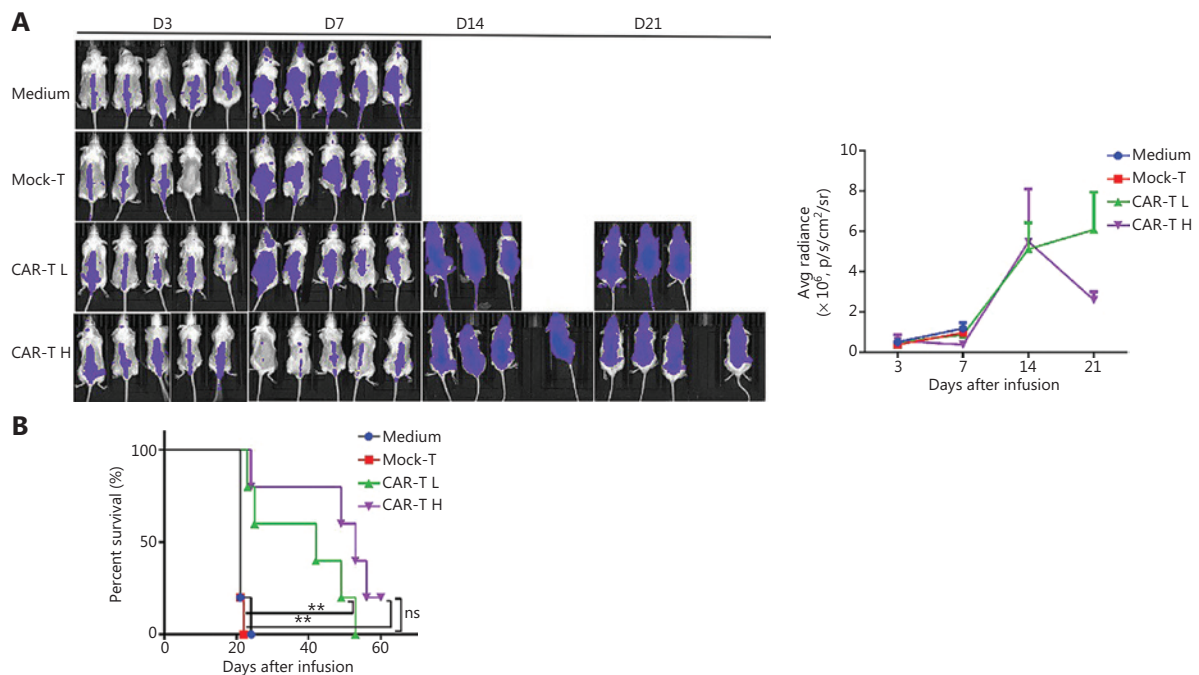 A
D3 D7 D14 D21
Medium
Mock-T
CAR-T L
CAR-T H
10
8
6
4
2
0
Avg radiance
(× 10⁶, p/s/cm²/sr)
3 7 14 21
Days after infusion
Medium
Mock-T
CAR-T L
CAR-T H
B
100
50
0
Percent survival (%)
0 20 40 60
Days after infusion
Medium
Mock-T
CAR-T L
CAR-T H
**
**
ns